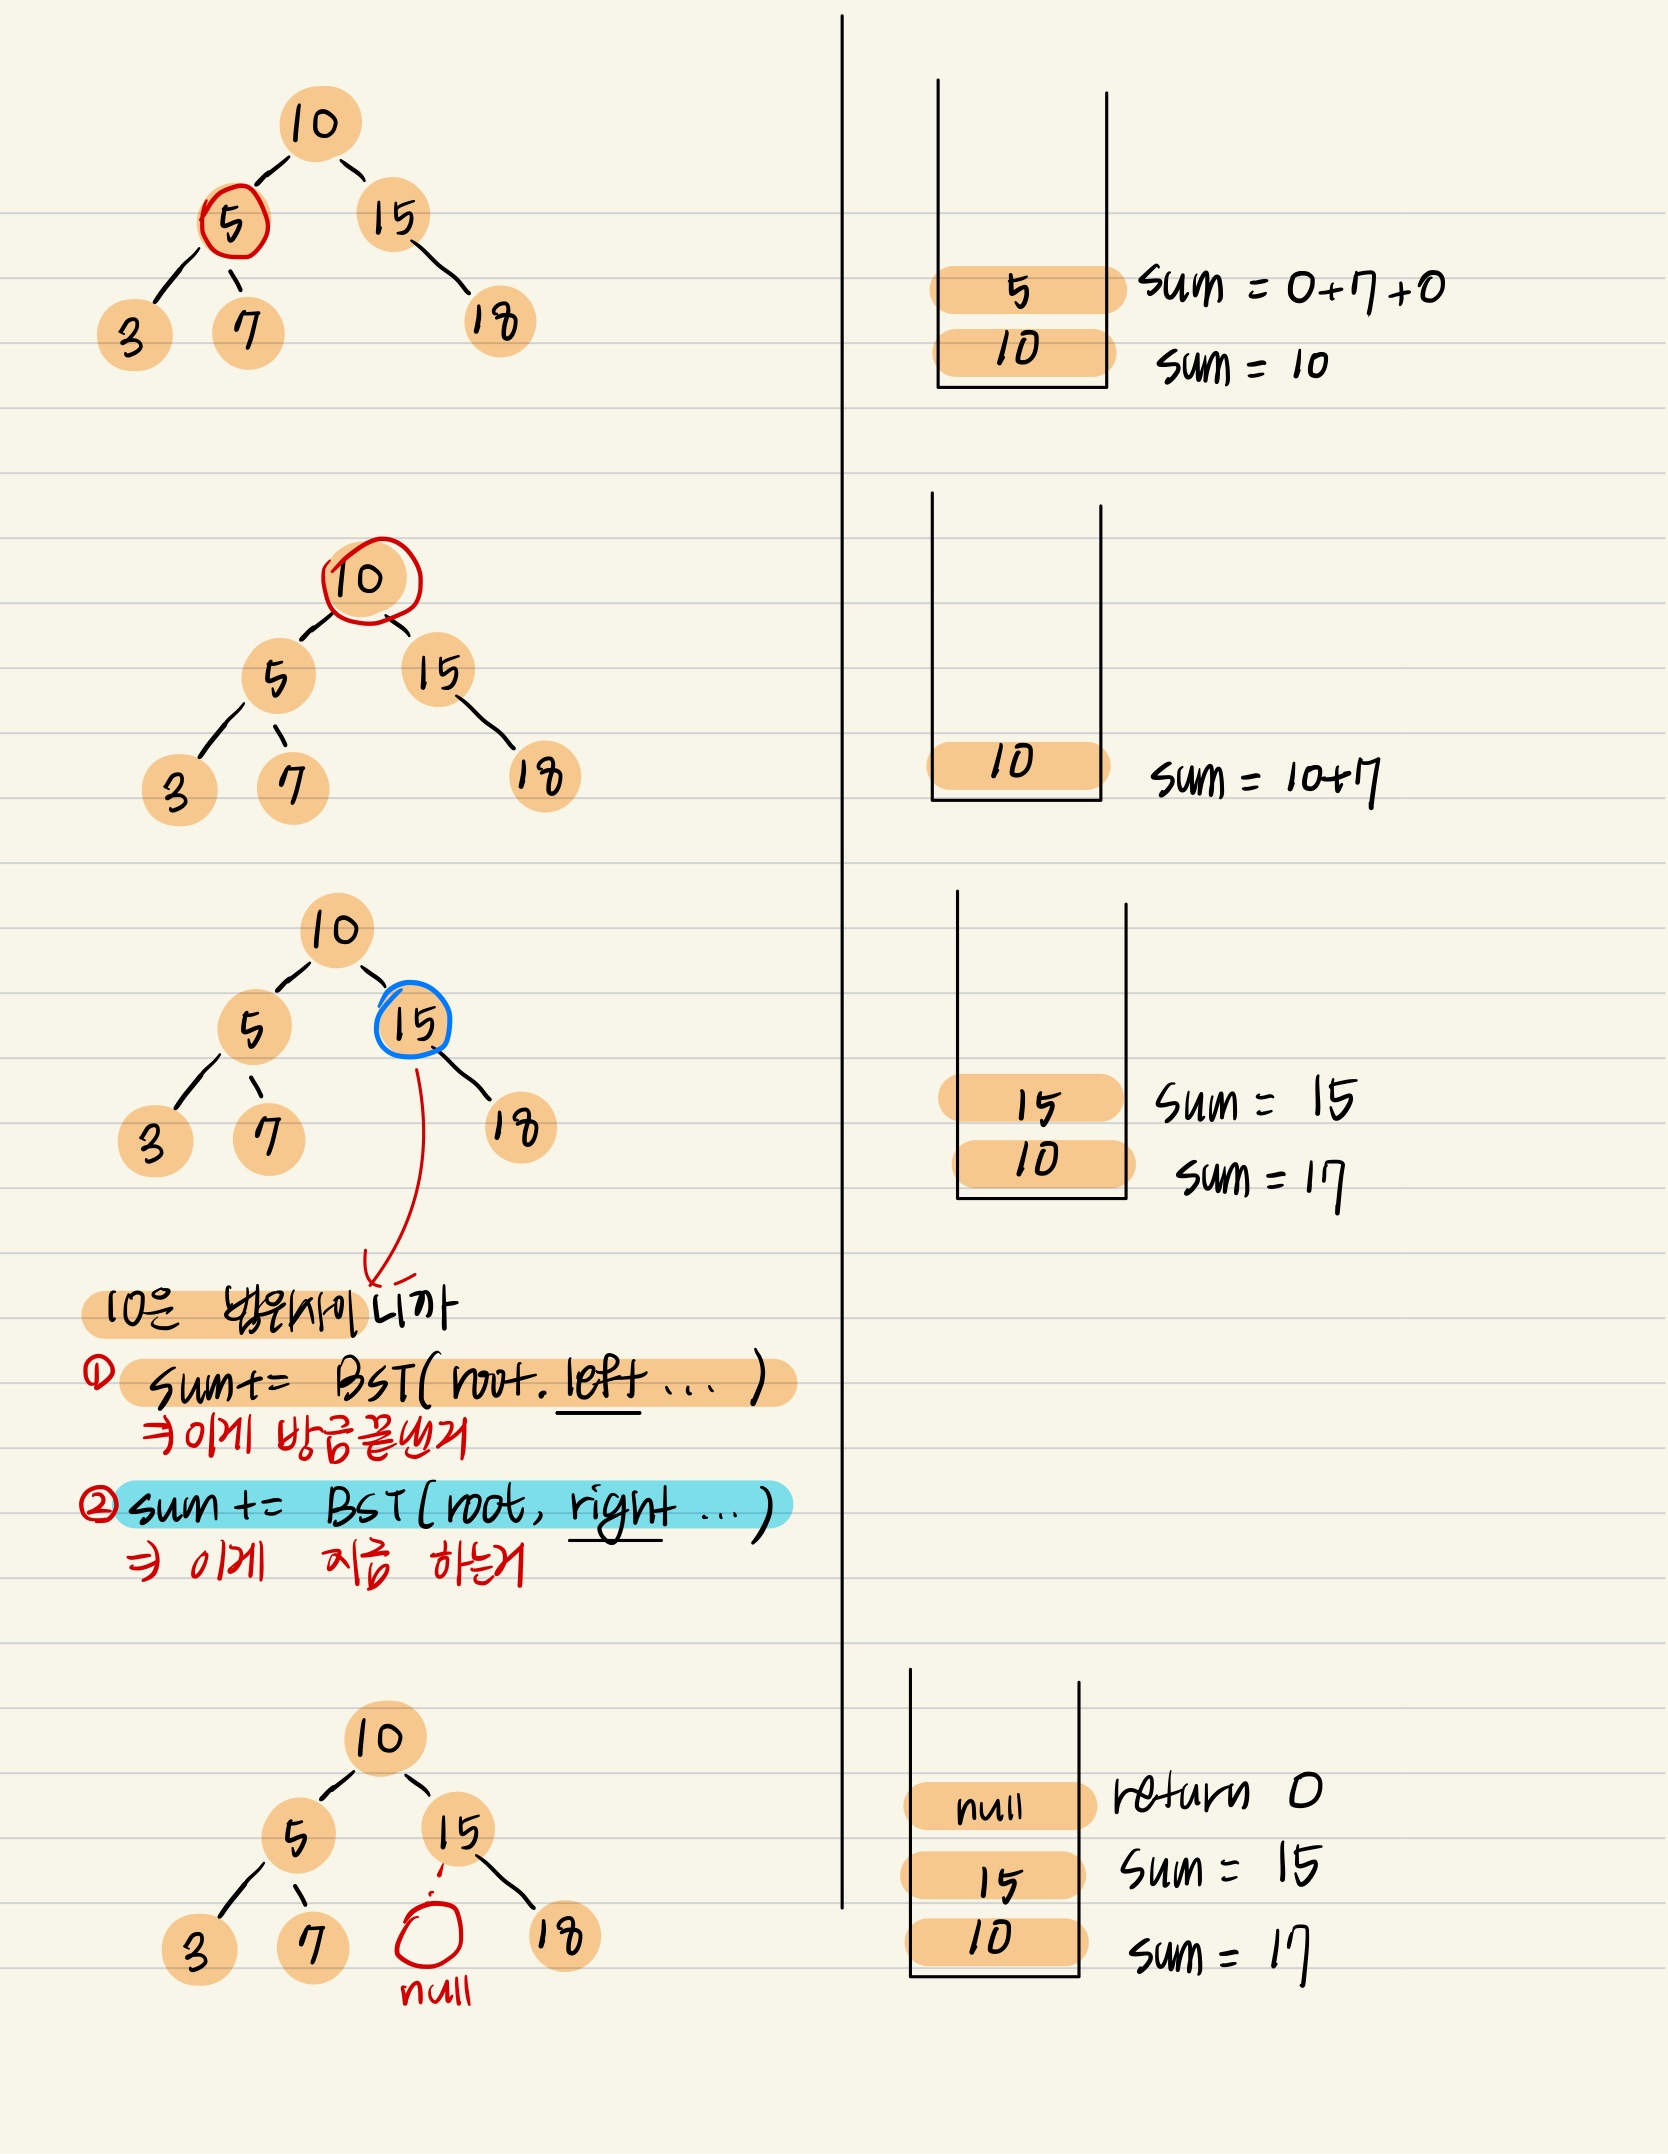 10
5 15
3 7 18
5 sum = 0+7+0
10 sum = 10
10
5 15
3 7 18
10 sum = 10+7
10
5 15
3 7 18
15 sum = 15
10 sum = 17
10은 범위사이니까
① sum+= BST(root.left ... )
⇒ 이게 방금끝낸거
② sum += BST(root, right ... )
⇒ 이게 지금 하는거
10
5 15
3 7 18
null
null return 0
15 sum = 15
10 sum = 17